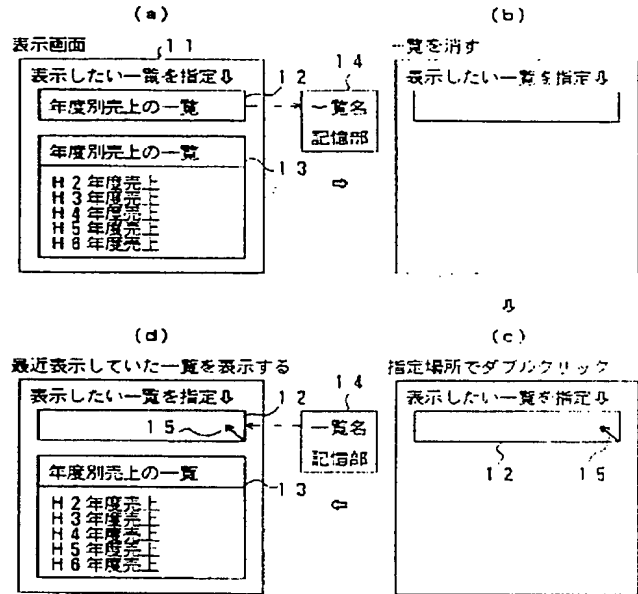 (a)
表示画面
11
表示したい一覧を指定⇩
12
年度別売上の一覧
14
一覧名
記憶部
年度別売上の一覧
13
H2年度売上
H3年度売上
H4年度売上
H5年度売上
H6年度売上
⇨
(b)
一覧を消す
表示したい一覧を指定⇩
⇩
(d)
最近表示していた一覧を表示する
表示したい一覧を指定⇩
12
15
14
一覧名
記憶部
年度別売上の一覧
13
H2年度売上
H3年度売上
H4年度売上
H5年度売上
H6年度売上
⇦
(c)
指定場所でダブルクリック
表示したい一覧を指定⇩
12 15